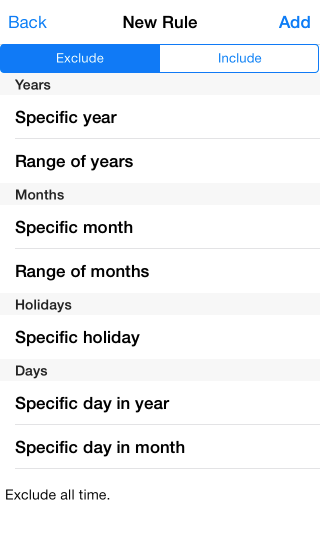 Back New Rule Add
Exclude Include
Years
Specific year
Range of years
Months
Specific month
Range of months
Holidays
Specific holiday
Days
Specific day in year
Specific day in month
Exclude all time.